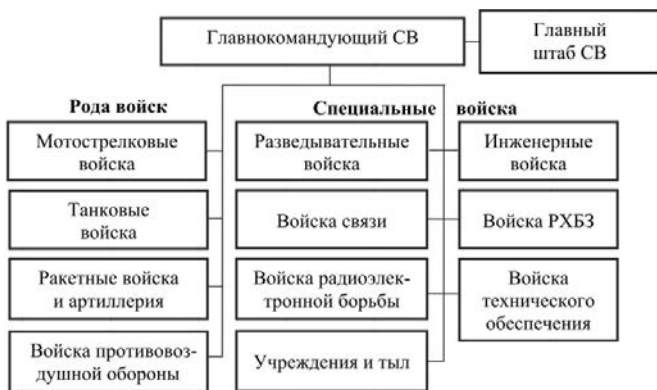 Главнокомандующий СВ
Главный
штаб СВ
Рода войск
Специальные войска
Мотострелковые
войска
Разведывательные
войска
Инженерные
войска
Танковые
войска
Войска связи
Войска РХБЗ
Ракетные войска
и артиллерия
Войска радиоэлек-
тронной борьбы
Войска
технического
обеспечения
Войска противовоз-
душной обороны
Учреждения и тыл